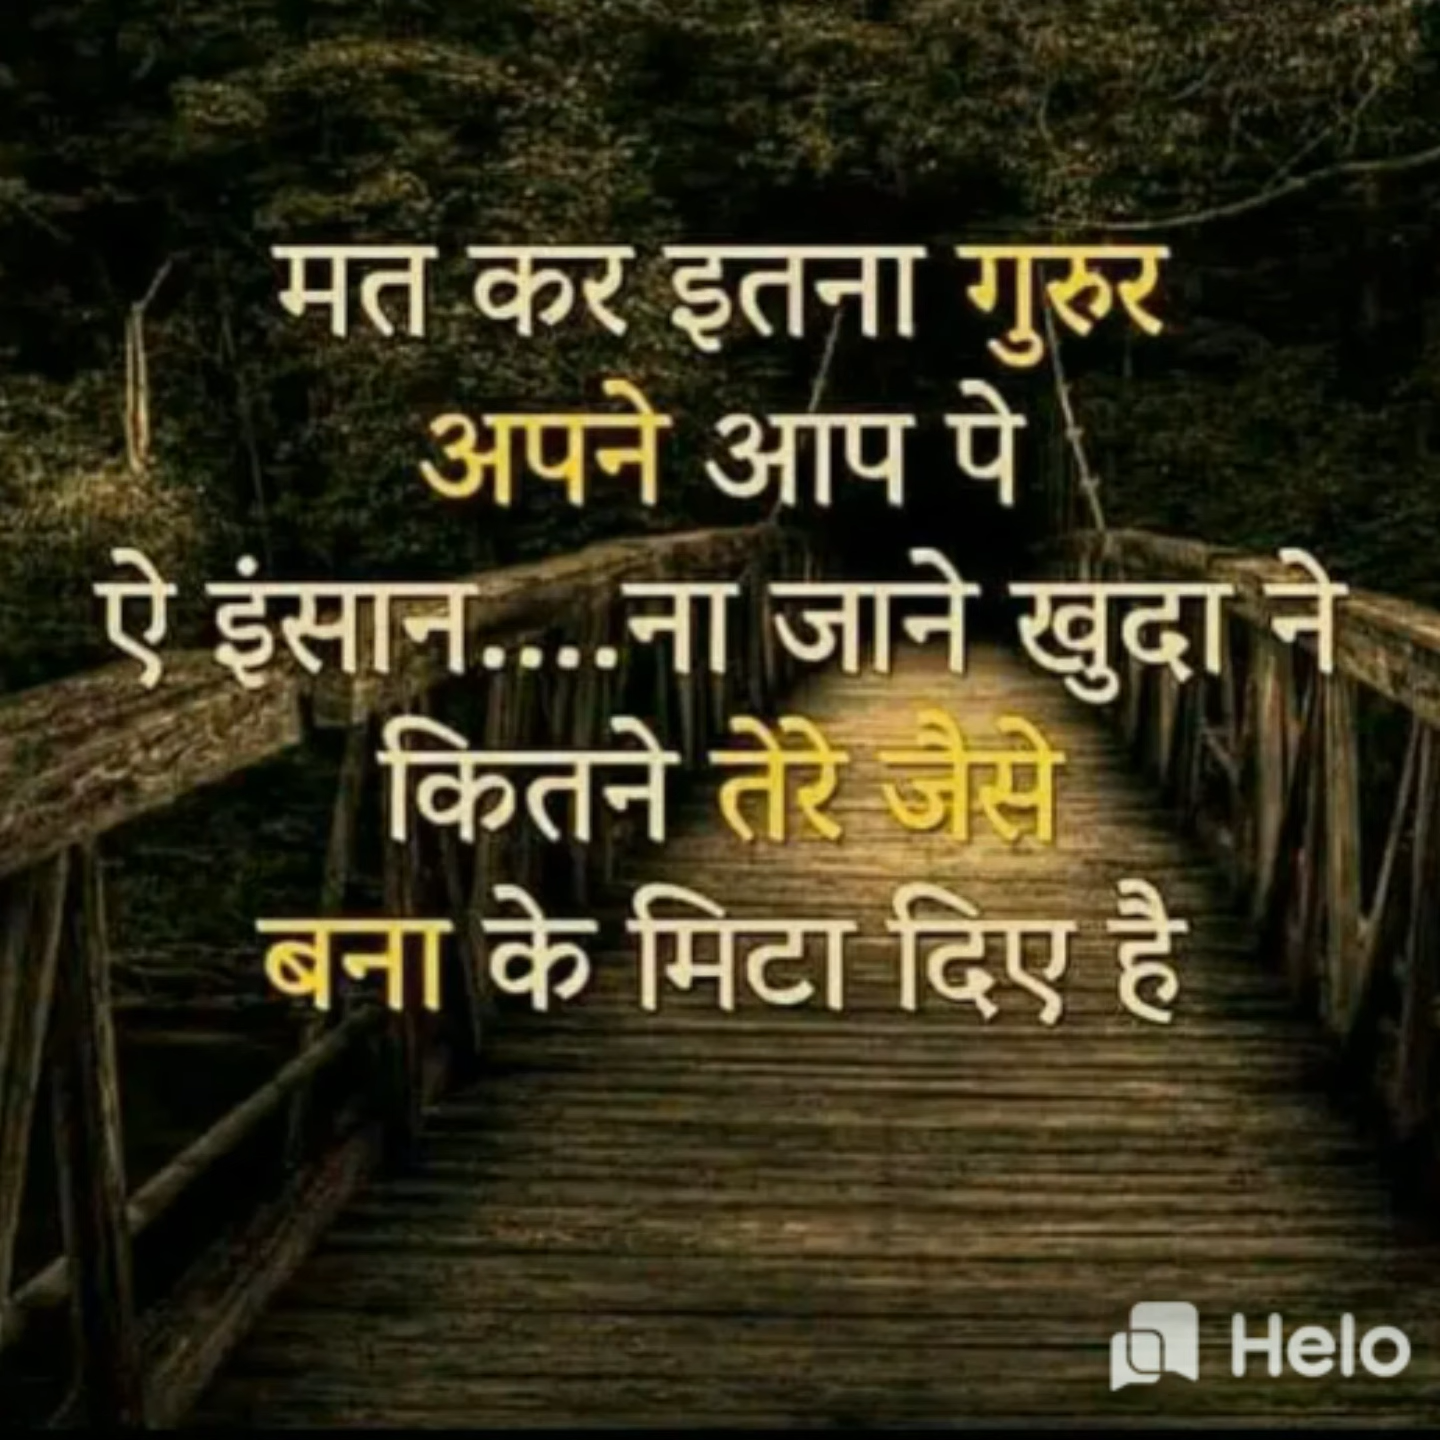 मत कर इतना गुरुर
अपने आप पे
ऐ इंसान....ना जाने खुदा ने
कितने तेरे जैसे
बना के मिटा दिए है
Helo